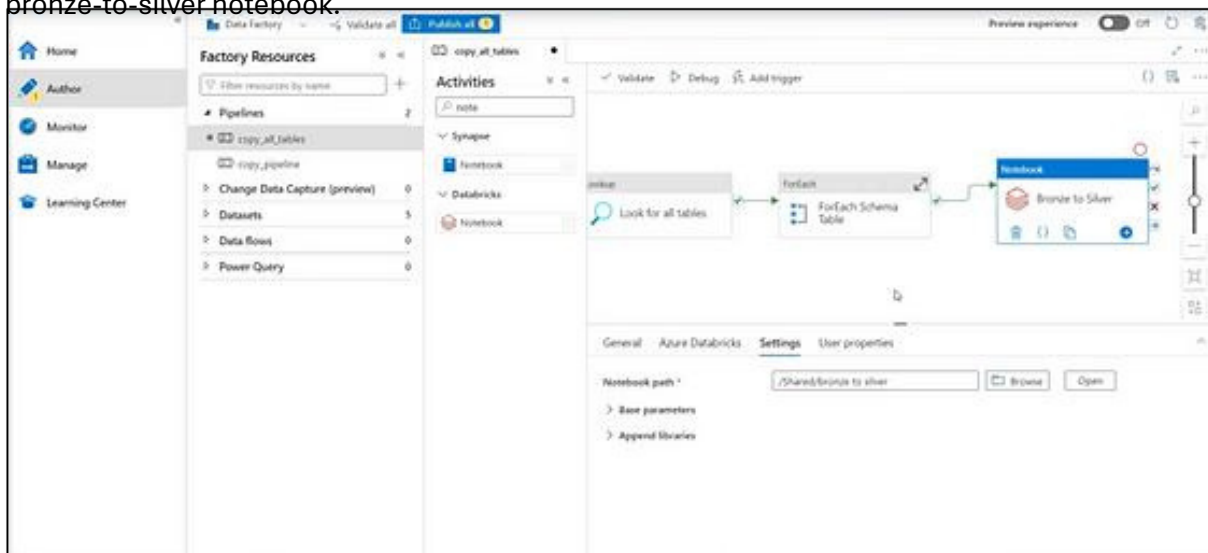 bronze-to-silver notebook.
Data Factory
Validate all
Publish all
Preview experience
Off
Home
Author
Monitor
Manage
Learning Center
Factory Resources
Filter resources by name
Pipelines 2
copy_all_tables
copy_pipeline
Change Data Capture (preview) 0
Datasets 5
Data flows 0
Power Query 0
copy_all_tables
Activities
note
Synapse
Notebook
Databricks
Notebook
Validate
Debug
Add trigger
Look for all tables
ForEach
ForEach Schema
Table
Notebook
Bronze to Silver
General
Azure Databricks
Settings
User properties
Notebook path *
/Shared/bronze to silver
Browse
Open
Base parameters
Append libraries